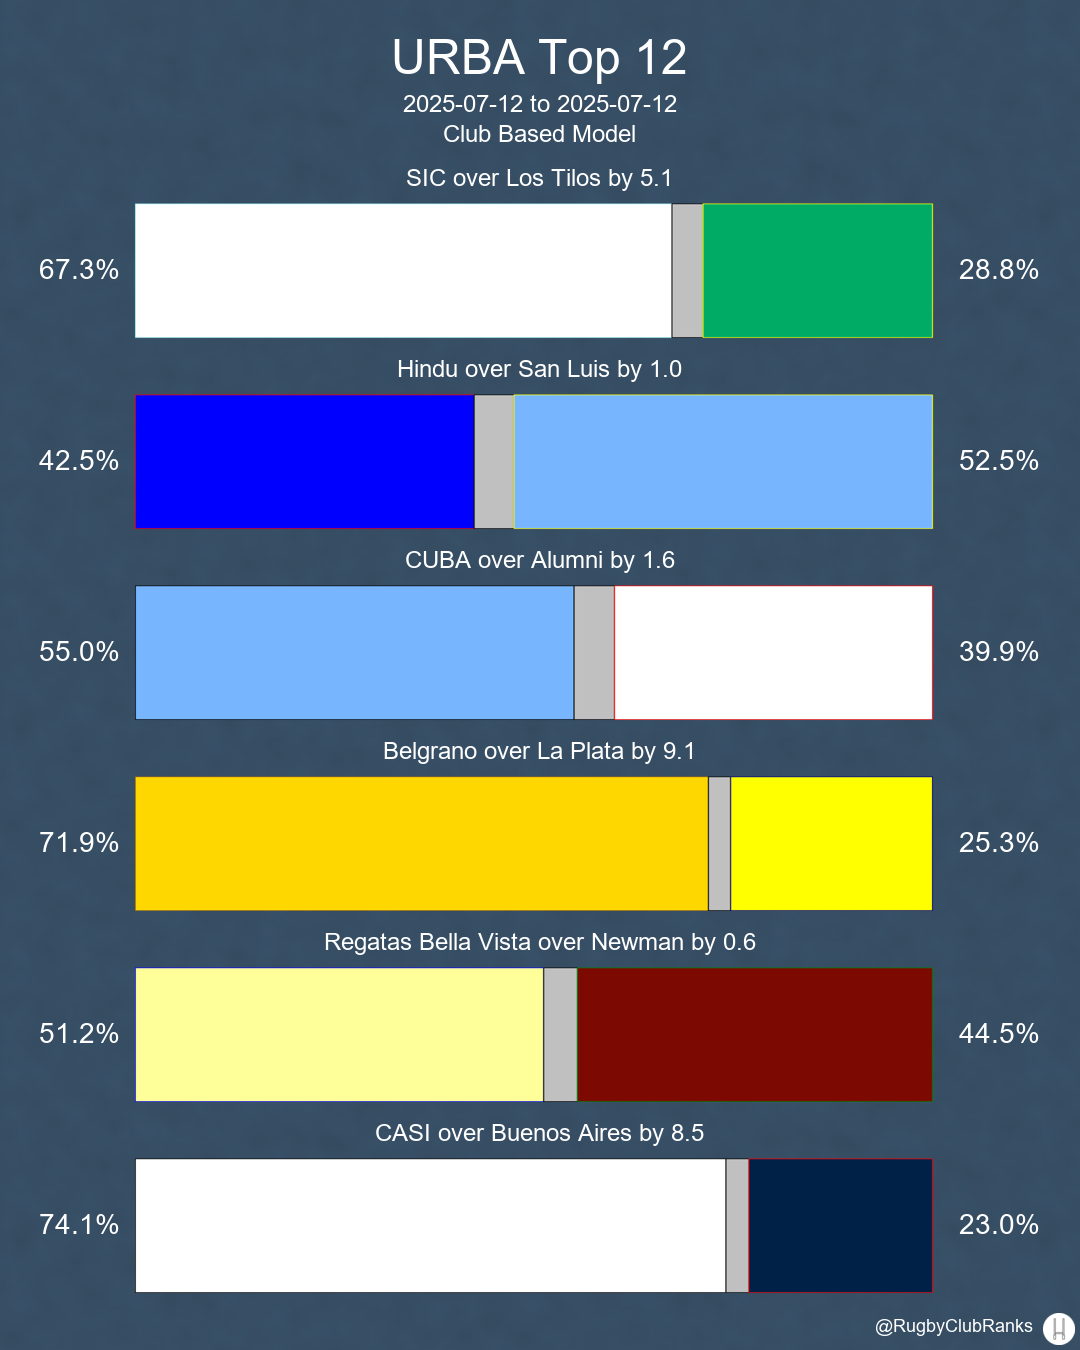 URBA Top 12
2025-07-12 to 2025-07-12
Club Based Model
SIC over Los Tilos by 5.1
67.3% 28.8%
Hindu over San Luis by 1.0
42.5% 52.5%
CUBA over Alumni by 1.6
55.0% 39.9%
Belgrano over La Plata by 9.1
71.9% 25.3%
Regatas Bella Vista over Newman by 0.6
51.2% 44.5%
CASI over Buenos Aires by 8.5
74.1% 23.0%
@RugbyClubRanks